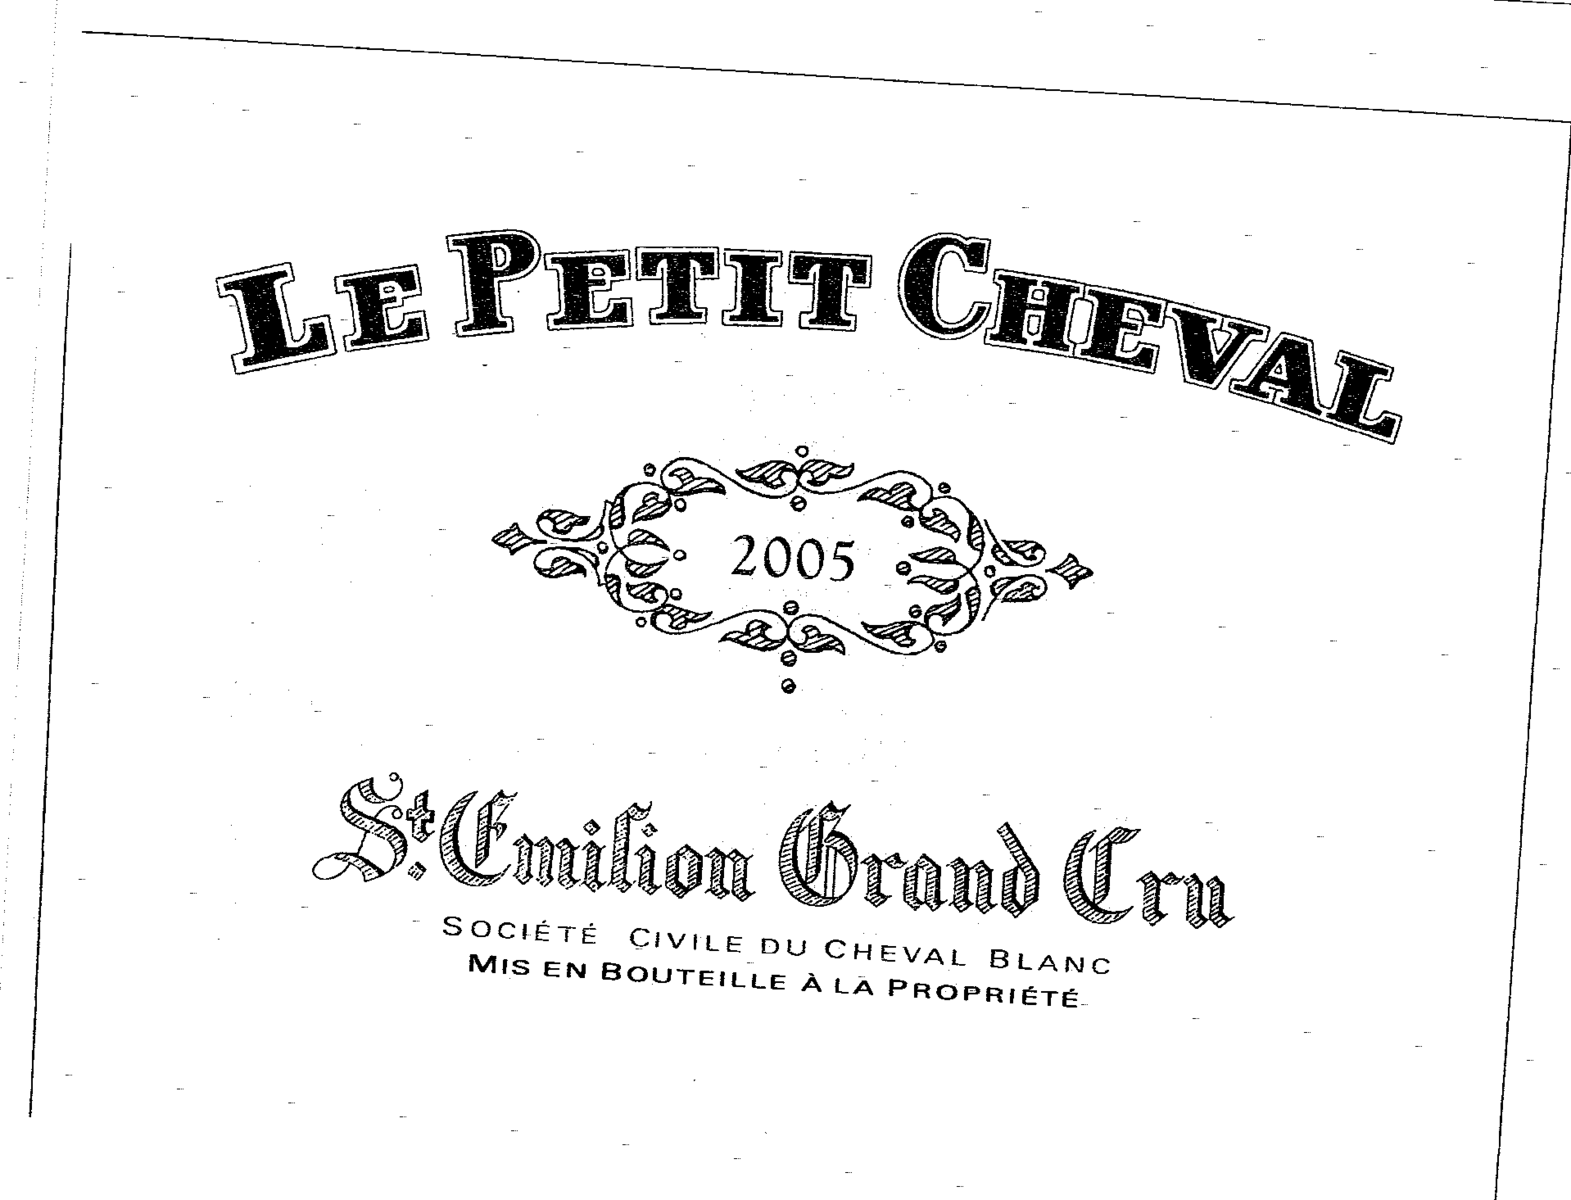 LE PETIT CHEVAL
2005
St. Emilion Grand Cru
SOCIÉTÉ CIVILE DU CHEVAL BLANC
MIS EN BOUTEILLE À LA PROPRIÉTÉ